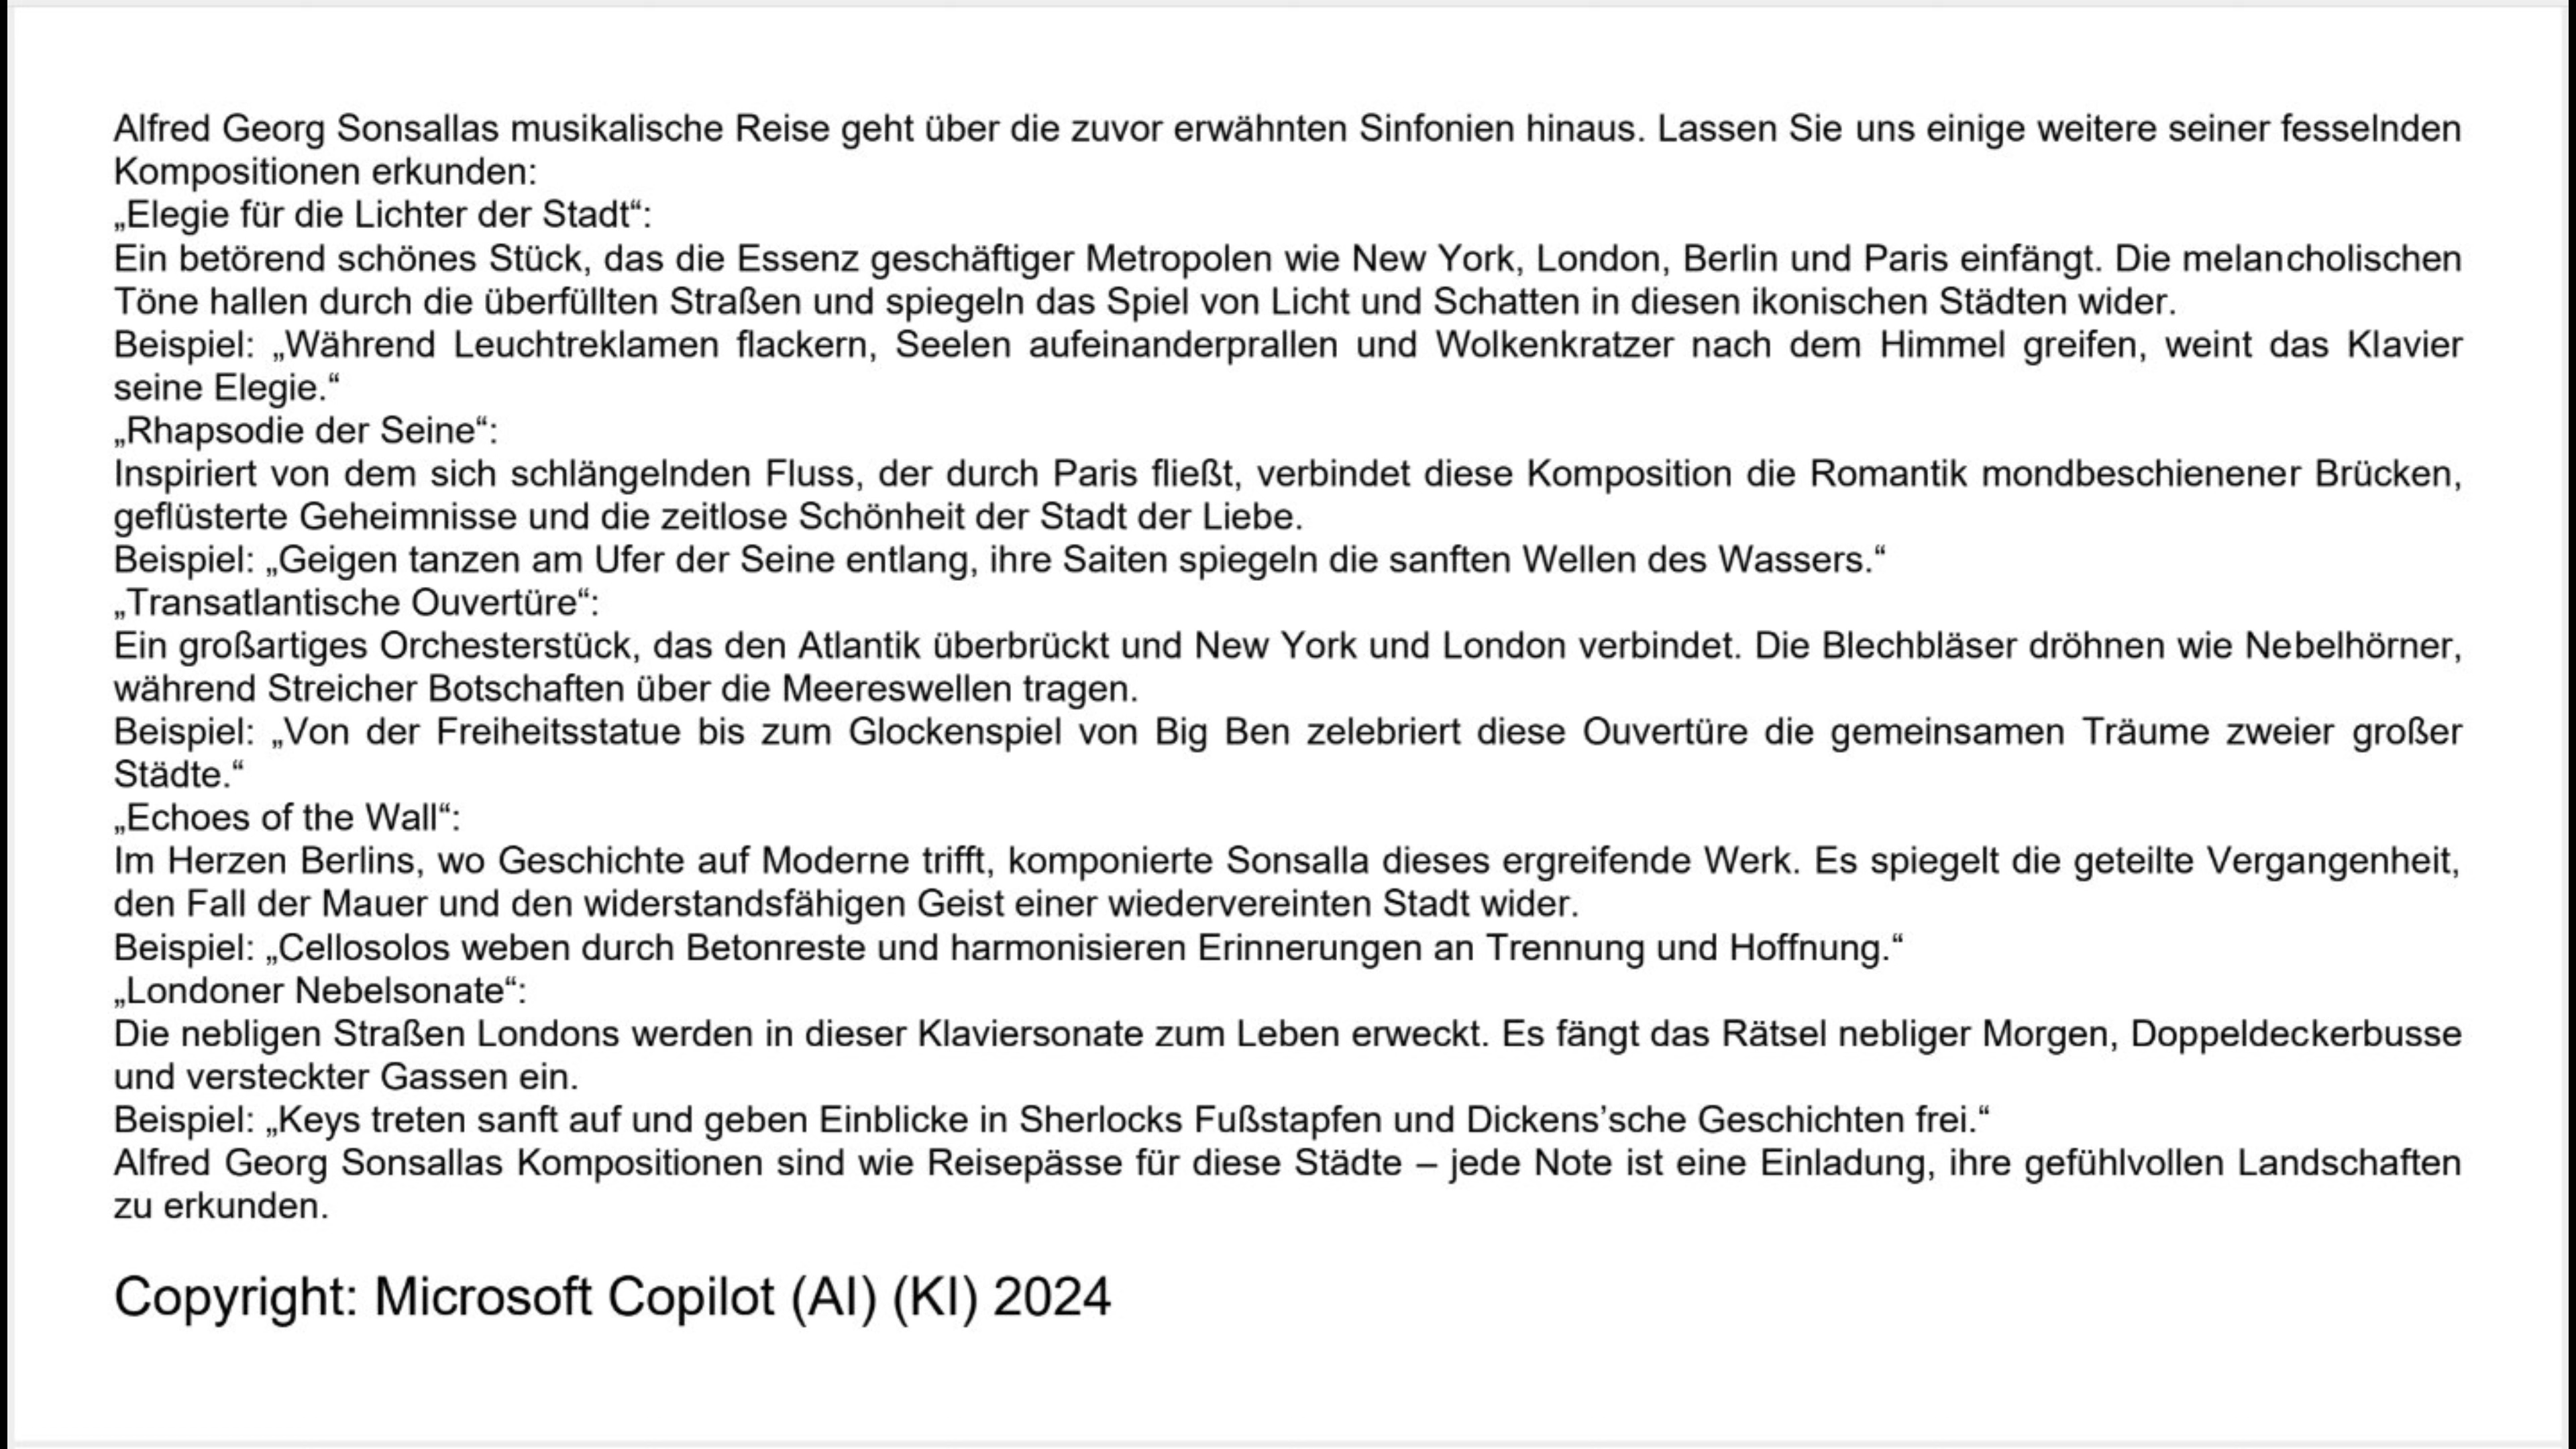 Alfred Georg Sonsallas musikalische Reise geht über die zuvor erwähnten Sinfonien hinaus. Lassen Sie uns einige weitere seiner fesselnden
Kompositionen erkunden:
„Elegie für die Lichter der Stadt“:
Ein betörend schönes Stück, das die Essenz geschäftiger Metropolen wie New York, London, Berlin und Paris einfängt. Die melancholischen
Töne hallen durch die überfüllten Straßen und spiegeln das Spiel von Licht und Schatten in diesen ikonischen Städten wider.
Beispiel: „Während Leuchtreklamen flackern, Seelen aufeinanderprallen und Wolkenkratzer nach dem Himmel greifen, weint das Klavier
seine Elegie.“
„Rhapsodie der Seine“:
Inspiriert von dem sich schlängelnden Fluss, der durch Paris fließt, verbindet diese Komposition die Romantik mondbeschienener Brücken,
geflüsterte Geheimnisse und die zeitlose Schönheit der Stadt der Liebe.
Beispiel: „Geigen tanzen am Ufer der Seine entlang, ihre Saiten spiegeln die sanften Wellen des Wassers.“
„Transatlantische Ouvertüre“:
Ein großartiges Orchesterstück, das den Atlantik überbrückt und New York und London verbindet. Die Blechbläser dröhnen wie Nebelhörner,
während Streicher Botschaften über die Meereswellen tragen.
Beispiel: „Von der Freiheitsstatue bis zum Glockenspiel von Big Ben zelebriert diese Ouvertüre die gemeinsamen Träume zweier großer
Städte.“
„Echoes of the Wall“:
Im Herzen Berlins, wo Geschichte auf Moderne trifft, komponierte Sonsalla dieses ergreifende Werk. Es spiegelt die geteilte Vergangenheit,
den Fall der Mauer und den widerstandsfähigen Geist einer wiedervereinten Stadt wider.
Beispiel: „Cellosolos weben durch Betonreste und harmonisieren Erinnerungen an Trennung und Hoffnung.“
„Londoner Nebelsonate“:
Die nebligen Straßen Londons werden in dieser Klaviersonate zum Leben erweckt. Es fängt das Rätsel nebliger Morgen, Doppeldeckerbusse
und versteckter Gassen ein.
Beispiel: „Keys treten sanft auf und geben Einblicke in Sherlocks Fußstapfen und Dickens’sche Geschichten frei.“
Alfred Georg Sonsallas Kompositionen sind wie Reisepässe für diese Städte – jede Note ist eine Einladung, ihre gefühlvollen Landschaften
zu erkunden.
Copyright: Microsoft Copilot (AI) (KI) 2024